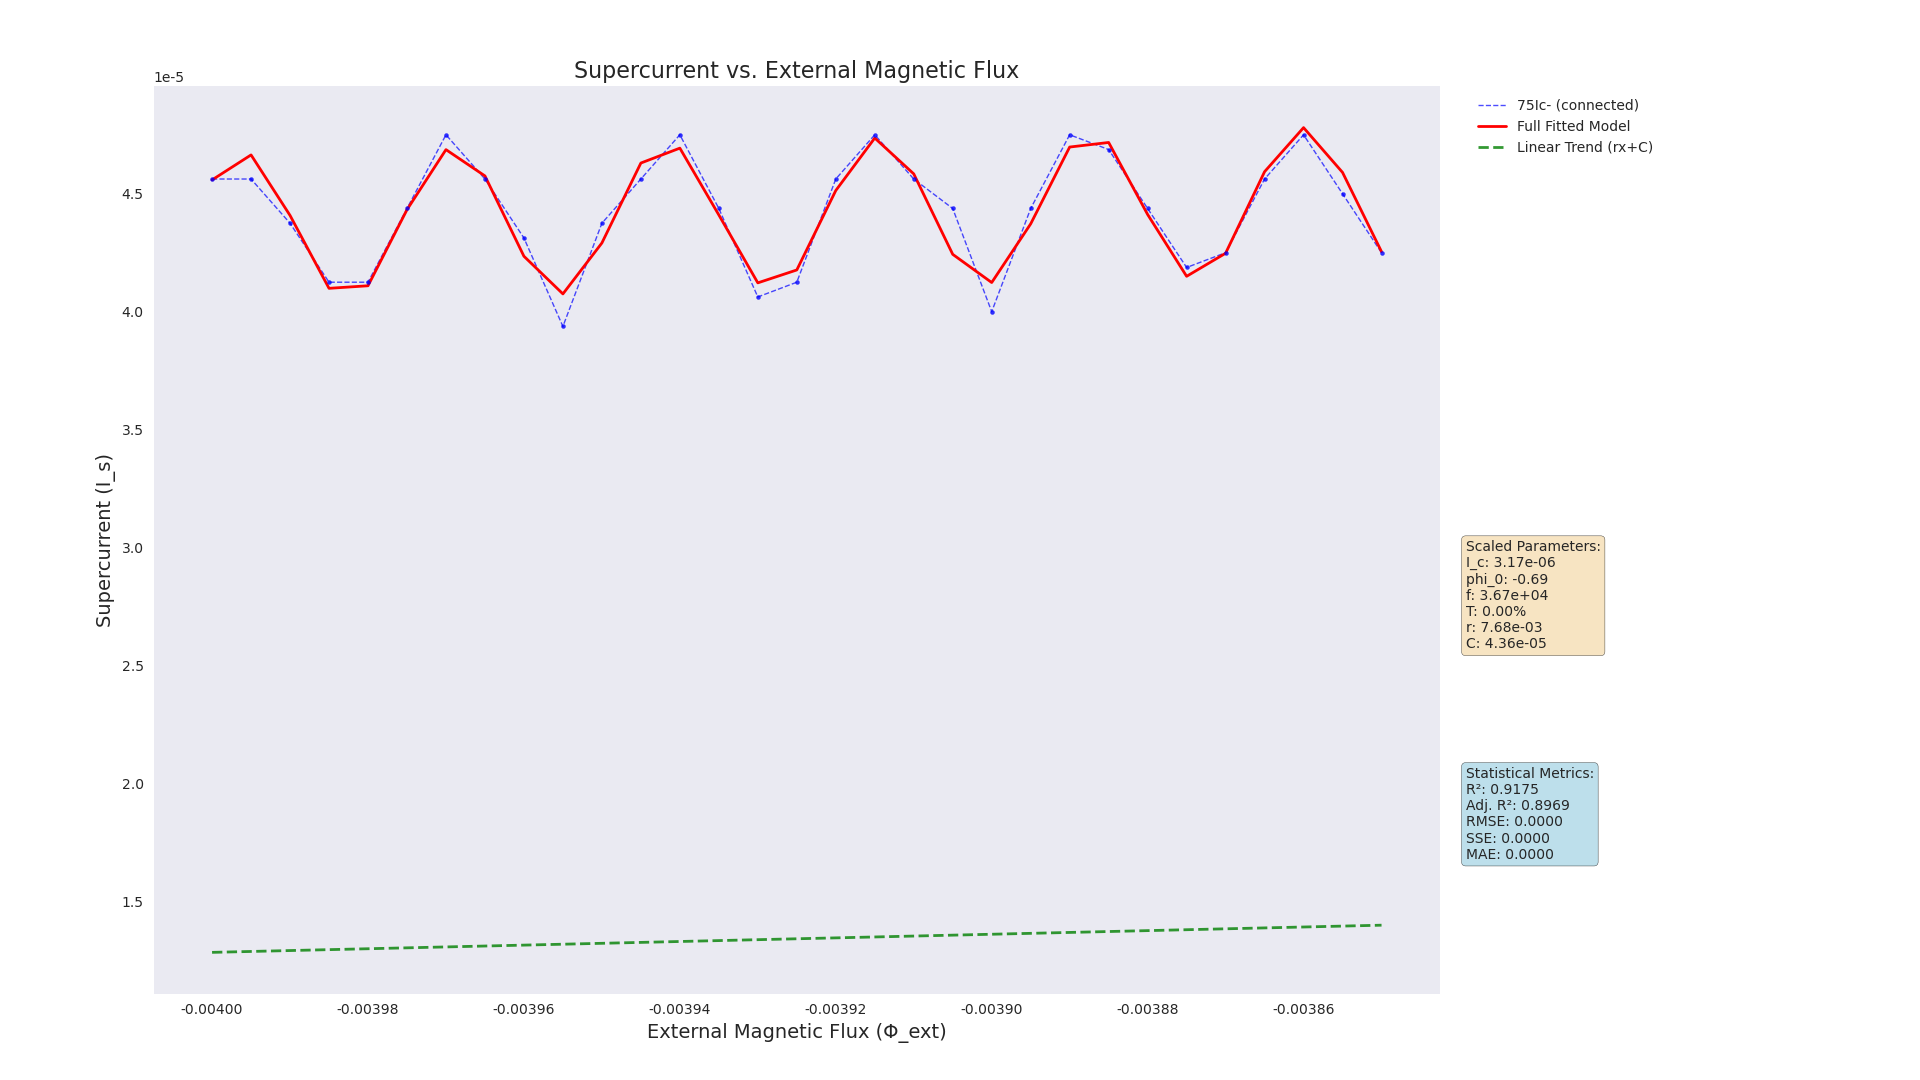 Supercurrent vs. External Magnetic Flux
1e-5
75Ic- (connected)
Full Fitted Model
Linear Trend (rx+C)
4.5
4.0
3.5
3.0
2.5
2.0
1.5
Supercurrent (I_s)
Scaled Parameters:
I_c: 3.17e-06
phi_0: -0.69
f: 3.67e+04
T: 0.00%
r: 7.68e-03
C: 4.36e-05
Statistical Metrics:
R²: 0.9175
Adj. R²: 0.8969
RMSE: 0.0000
SSE: 0.0000
MAE: 0.0000
-0.00400 -0.00398 -0.00396 -0.00394 -0.00392 -0.00390 -0.00388 -0.00386
External Magnetic Flux (Φ_ext)